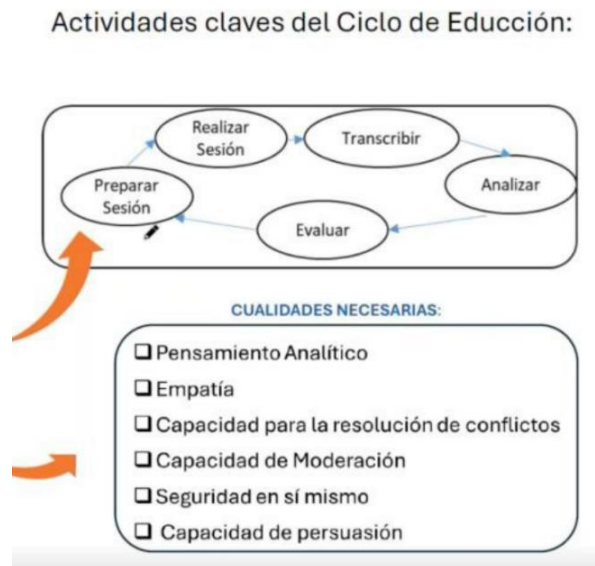 Actividades claves del Ciclo de Educción:
Realizar
Sesión
Transcribir
Preparar
Sesión
Analizar
Evaluar
CUALIDADES NECESARIAS:
Pensamiento Analítico
Empatía
Capacidad para la resolución de conflictos
Capacidad de Moderación
Seguridad en sí mismo
Capacidad de persuasión